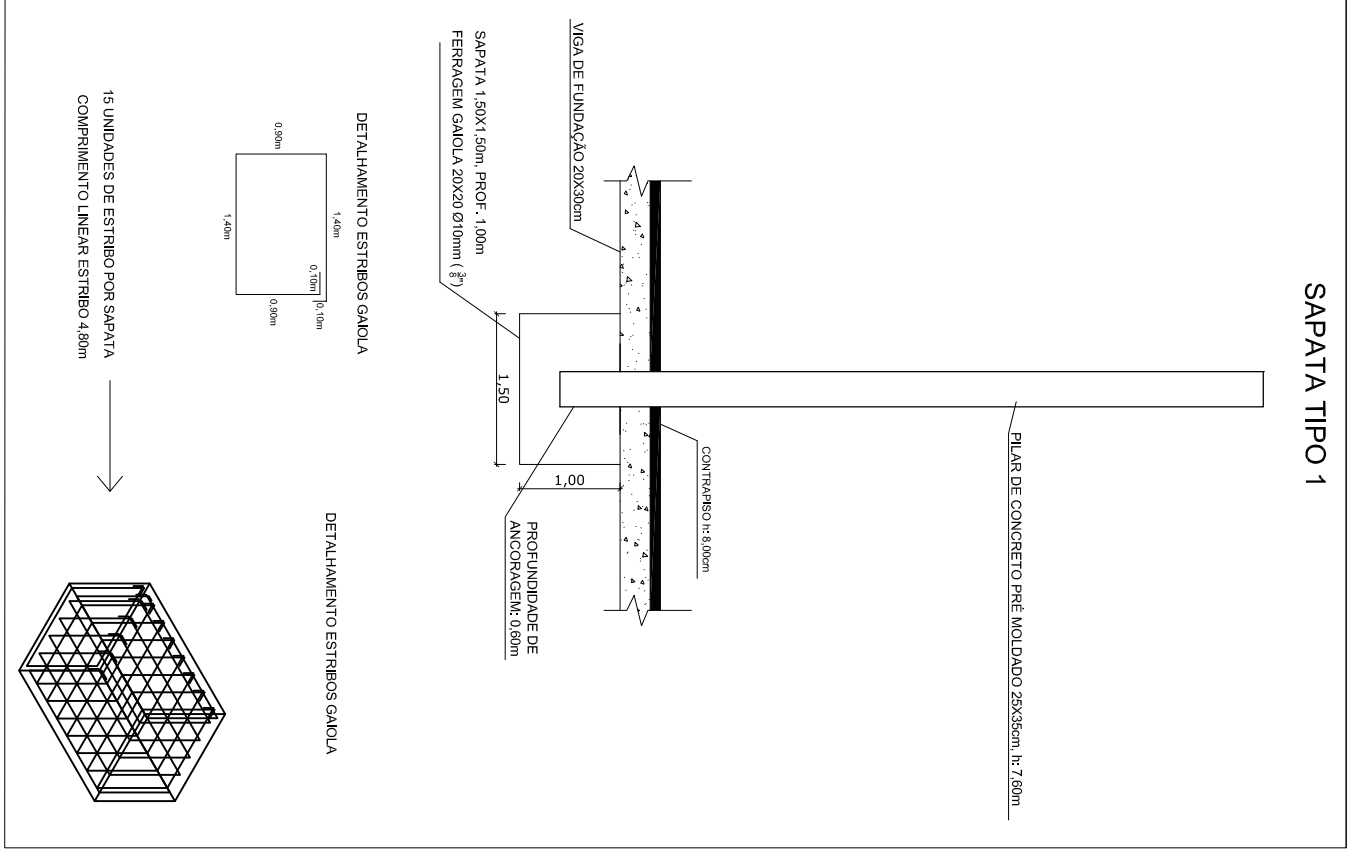 SAPATA TIPO 1
PILAR DE CONCRETO PRÉ MOLDADO 25X35cm, h: 7,60m
CONTRAPISO h: 8,00cm
VIGA DE FUNDAÇÃO 20X30cm
SAPATA 1,50X1,50m, PROF. 1,00m
FERRAGEM GAIOLA 20X20 Ø10mm ( 3/8")
1,50
1,00
PROFUNDIDADE DE
ANCORAGEM: 0,60m
DETALHAMENTO ESTRIBOS GAIOLA
1,40m
0,90m
0,10m
0,10m
0,90m
1,40m
15 UNIDADES DE ESTRIBO POR SAPATA
COMPRIMENTO LINEAR ESTRIBO 4,80m
DETALHAMENTO ESTRIBOS GAIOLA